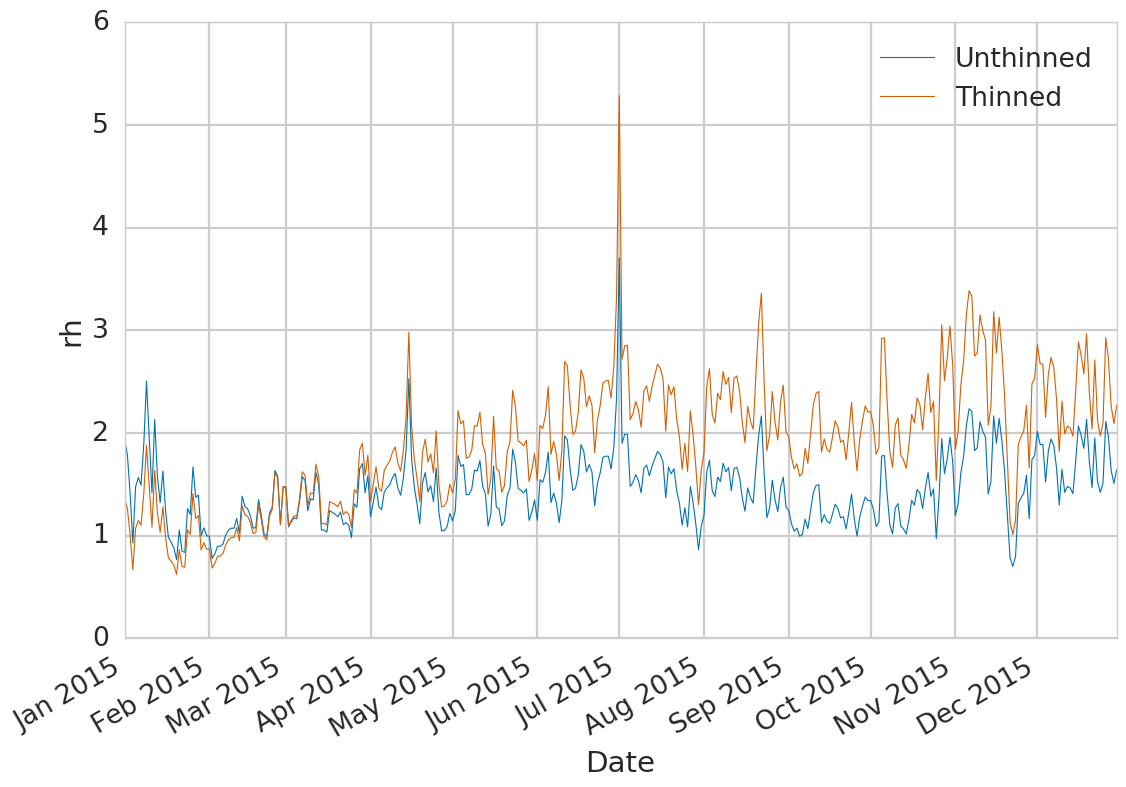 6
5
4
3
2
1
0
rh
Unthinned
Thinned
Jan 2015
Feb 2015
Mar 2015
Apr 2015
May 2015
Jun 2015
Jul 2015
Aug 2015
Sep 2015
Oct 2015
Nov 2015
Dec 2015
Date